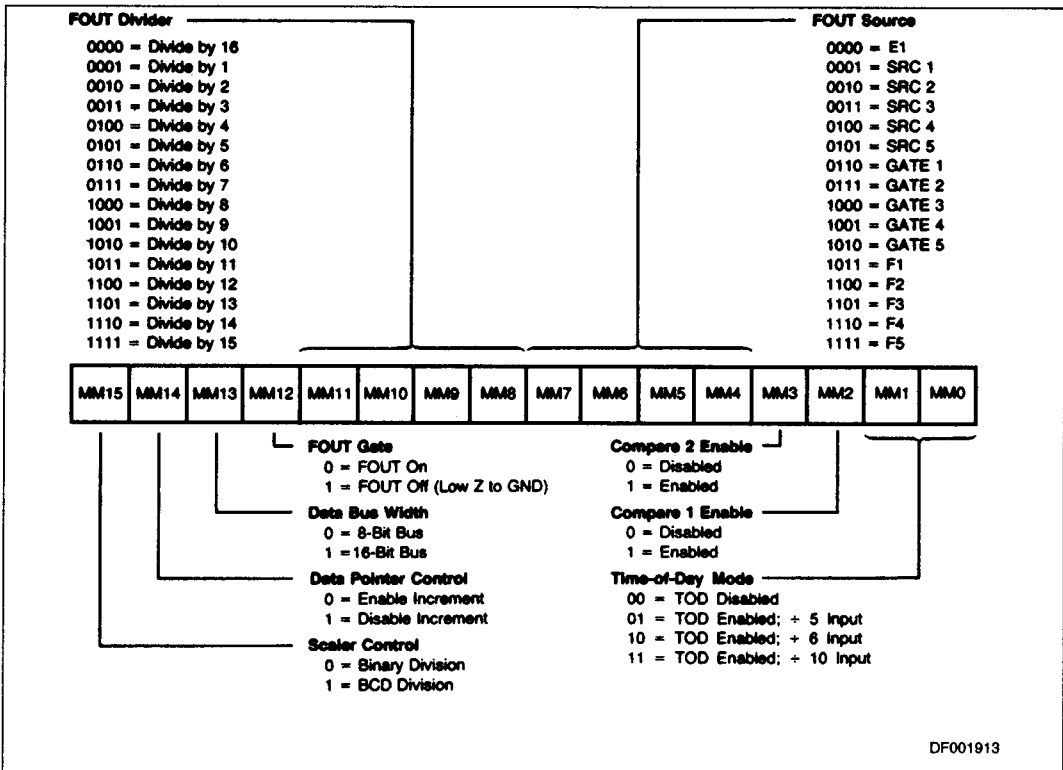 FOUT Divider
0000 = Divide by 16
0001 = Divide by 1
0010 = Divide by 2
0011 = Divide by 3
0100 = Divide by 4
0101 = Divide by 5
0110 = Divide by 6
0111 = Divide by 7
1000 = Divide by 8
1001 = Divide by 9
1010 = Divide by 10
1011 = Divide by 11
1100 = Divide by 12
1101 = Divide by 13
1110 = Divide by 14
1111 = Divide by 15
FOUT Source
0000 = E1
0001 = SRC 1
0010 = SRC 2
0011 = SRC 3
0100 = SRC 4
0101 = SRC 5
0110 = GATE 1
0111 = GATE 2
1000 = GATE 3
1001 = GATE 4
1010 = GATE 5
1011 = F1
1100 = F2
1101 = F3
1110 = F4
1111 = F5
MM15 MM14 MM13 MM12 MM11 MM10 MM9 MM8 MM7 MM6 MM5 MM4 MM3 MM2 MM1 MM0
FOUT Gate
0 = FOUT On
1 = FOUT Off (Low Z to GND)
Data Bus Width
0 = 8-Bit Bus
1 =16-Bit Bus
Data Pointer Control
0 = Enable Increment
1 = Disable Increment
Scaler Control
0 = Binary Division
1 = BCD Division
Compare 2 Enable
0 = Disabled
1 = Enabled
Compare 1 Enable
0 = Disabled
1 = Enabled
Time-of-Day Mode
00 = TOD Disabled
01 = TOD Enabled; ÷ 5 Input
10 = TOD Enabled; ÷ 6 Input
11 = TOD Enabled; ÷ 10 Input
DF001913